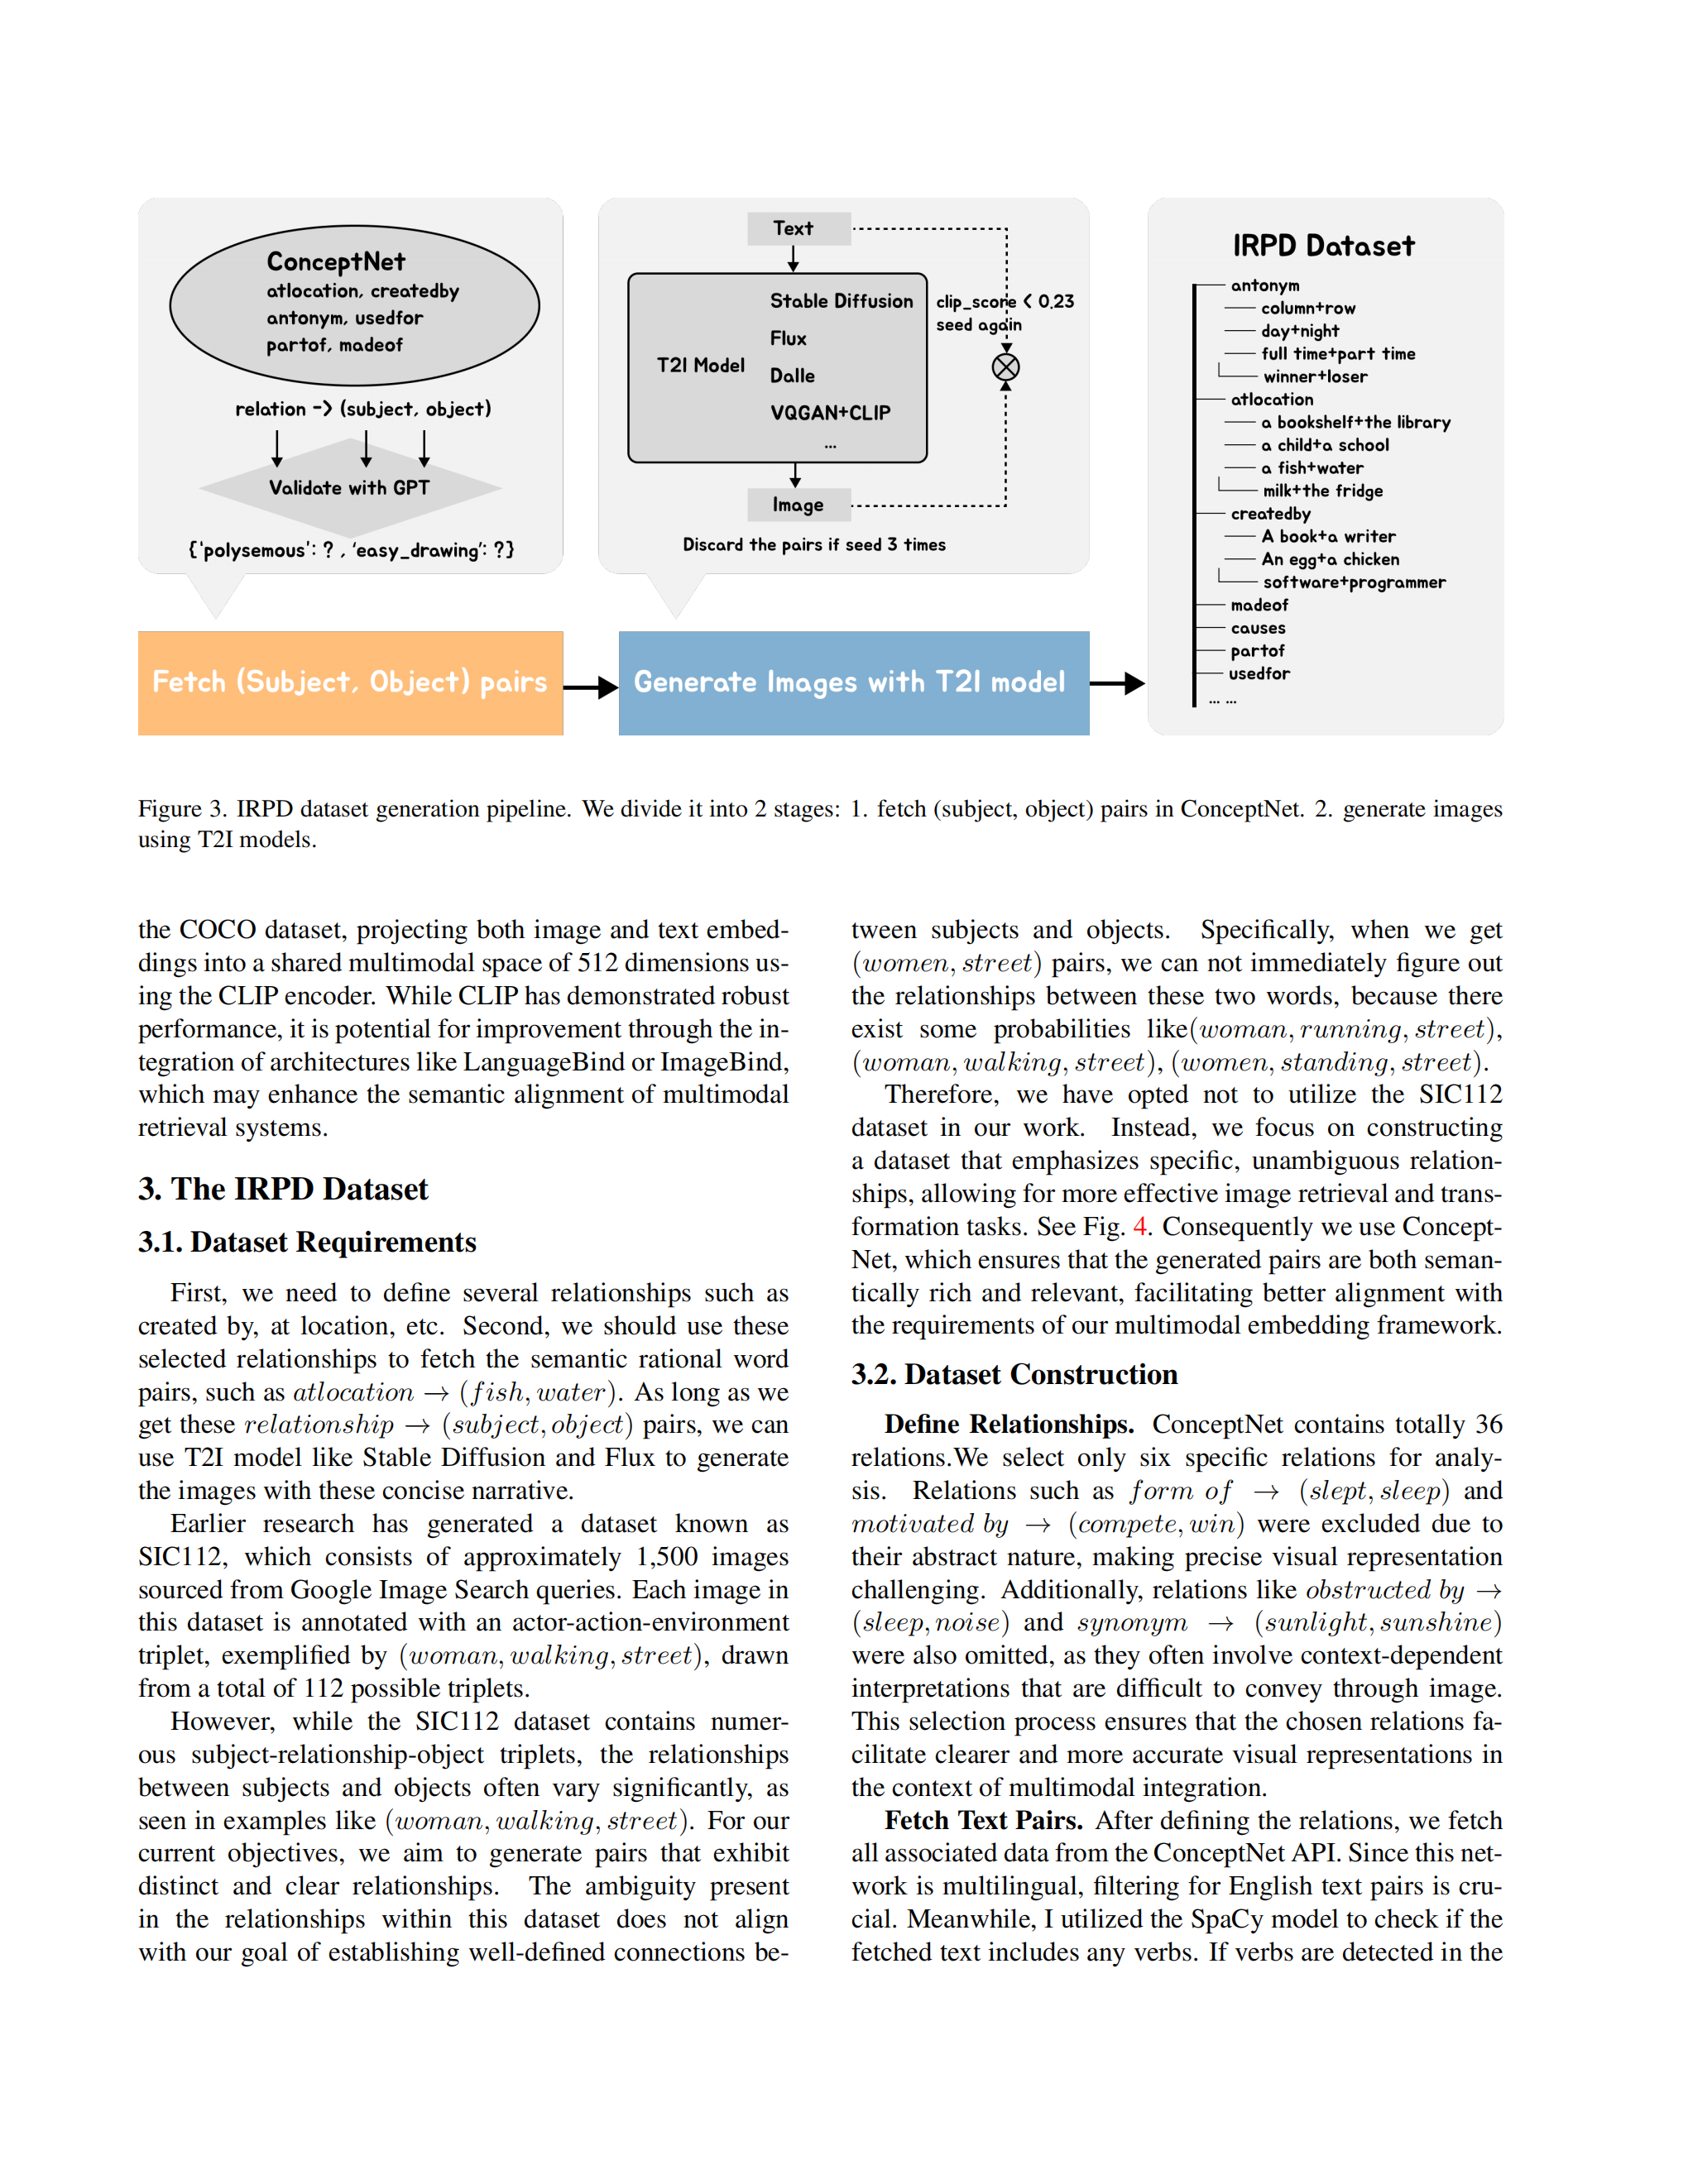 ConceptNet
atlocation, createdby
antonym, usedfor
partof, madeof
relation -> (subject, object)
Validate with GPT
{'polysemous': ? , 'easy_drawing': ?}
Fetch (Subject, Object) pairs
Text
T2I Model
Stable Diffusion
Flux
Dalle
VQGAN+CLIP
...
clip_score < 0.23
seed again
Image
Discard the pairs if seed 3 times
Generate Images with T2I model
IRPD Dataset
antonym
column+row
day+night
full time+part time
winner+loser
atlocation
a bookshelf+the library
a child+a school
a fish+water
milk+the fridge
createdby
A book+a writer
An egg+a chicken
software+programmer
madeof
causes
partof
usedfor
... ...
Figure 3. IRPD dataset generation pipeline. We divide it into 2 stages: 1. fetch (subject, object) pairs in ConceptNet. 2. generate images
using T2I models.
the COCO dataset, projecting both image and text embed-
dings into a shared multimodal space of 512 dimensions us-
ing the CLIP encoder. While CLIP has demonstrated robust
performance, it is potential for improvement through the in-
tegration of architectures like LanguageBind or ImageBind,
which may enhance the semantic alignment of multimodal
retrieval systems.
3. The IRPD Dataset
3.1. Dataset Requirements
First, we need to define several relationships such as
created by, at location, etc. Second, we should use these
selected relationships to fetch the semantic rational word
pairs, such as atlocation → (fish, water). As long as we
get these relationship → (subject, object) pairs, we can
use T2I model like Stable Diffusion and Flux to generate
the images with these concise narrative.
Earlier research has generated a dataset known as
SIC112, which consists of approximately 1,500 images
sourced from Google Image Search queries. Each image in
this dataset is annotated with an actor-action-environment
triplet, exemplified by (woman, walking, street), drawn
from a total of 112 possible triplets.
However, while the SIC112 dataset contains numer-
ous subject-relationship-object triplets, the relationships
between subjects and objects often vary significantly, as
seen in examples like (woman, walking, street). For our
current objectives, we aim to generate pairs that exhibit
distinct and clear relationships. The ambiguity present
in the relationships within this dataset does not align
with our goal of establishing well-defined connections be-
tween subjects and objects. Specifically, when we get
(women, street) pairs, we can not immediately figure out
the relationships between these two words, because there
exist some probabilities like(woman, running, street),
(woman, walking, street), (women, standing, street).
Therefore, we have opted not to utilize the SIC112
dataset in our work. Instead, we focus on constructing
a dataset that emphasizes specific, unambiguous relation-
ships, allowing for more effective image retrieval and trans-
formation tasks. See Fig. 4. Consequently we use Concept-
Net, which ensures that the generated pairs are both seman-
tically rich and relevant, facilitating better alignment with
the requirements of our multimodal embedding framework.
3.2. Dataset Construction
Define Relationships. ConceptNet contains totally 36
relations.We select only six specific relations for analy-
sis. Relations such as form of → (slept, sleep) and
motivated by → (compete, win) were excluded due to
their abstract nature, making precise visual representation
challenging. Additionally, relations like obstructed by →
(sleep, noise) and synonym → (sunlight, sunshine)
were also omitted, as they often involve context-dependent
interpretations that are difficult to convey through image.
This selection process ensures that the chosen relations fa-
cilitate clearer and more accurate visual representations in
the context of multimodal integration.
Fetch Text Pairs. After defining the relations, we fetch
all associated data from the ConceptNet API. Since this net-
work is multilingual, filtering for English text pairs is cru-
cial. Meanwhile, I utilized the SpaCy model to check if the
fetched text includes any verbs. If verbs are detected in the